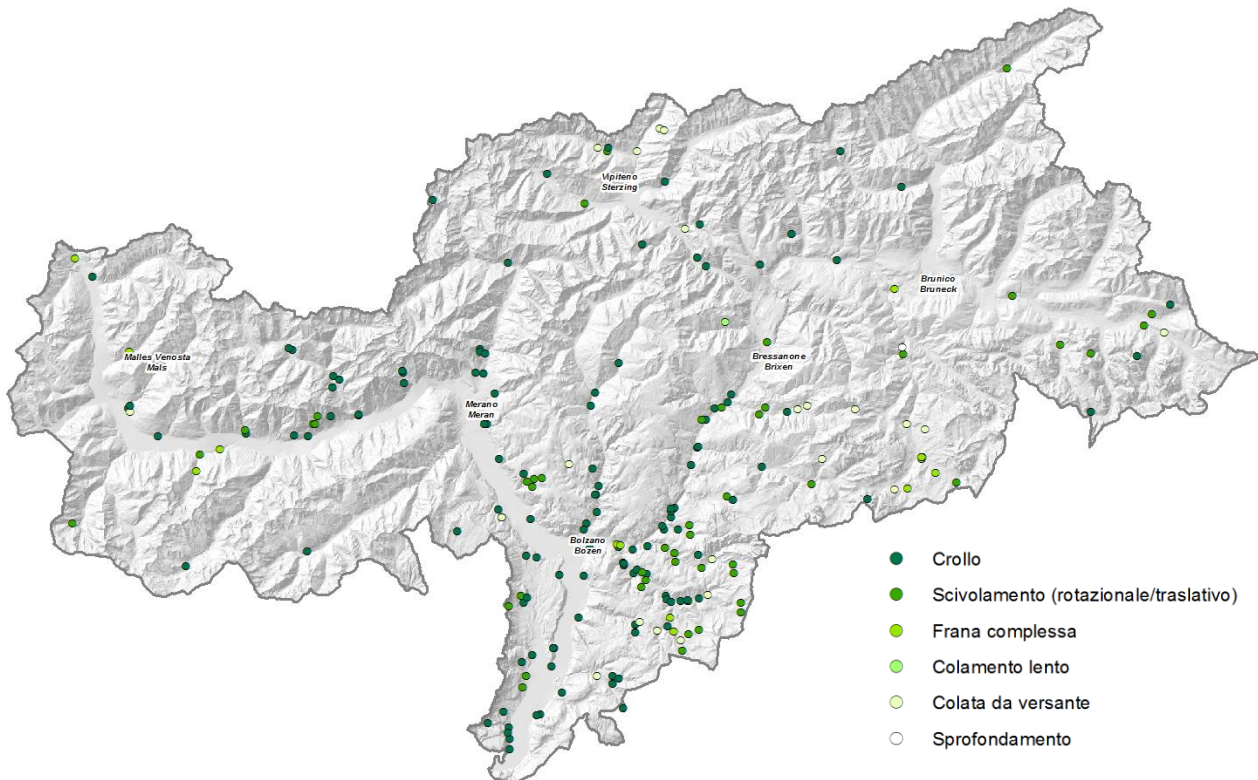 Vipiteno
Sterzing
Brunico
Bruneck
Malles Venosta
Mals
Bressanone
Brixen
Merano
Meran
Bolzano
Bozen
Crollo
Scivolamento (rotazionale/traslativo)
Frana complessa
Colamento lento
Colata da versante
Sprofondamento